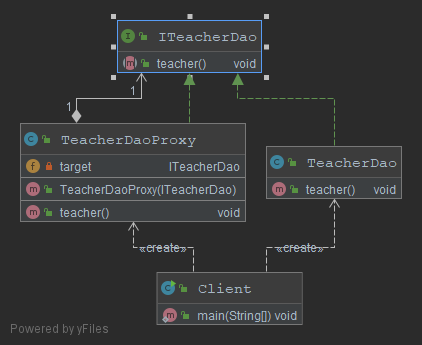 ITeacherDao
teacher() void
1
1
TeacherDaoProxy
target ITeacherDao
TeacherDaoProxy(ITeacherDao)
teacher() void
TeacherDao
teacher() void
«create»
«create»
Client
main(String[]) void
Powered by yFiles